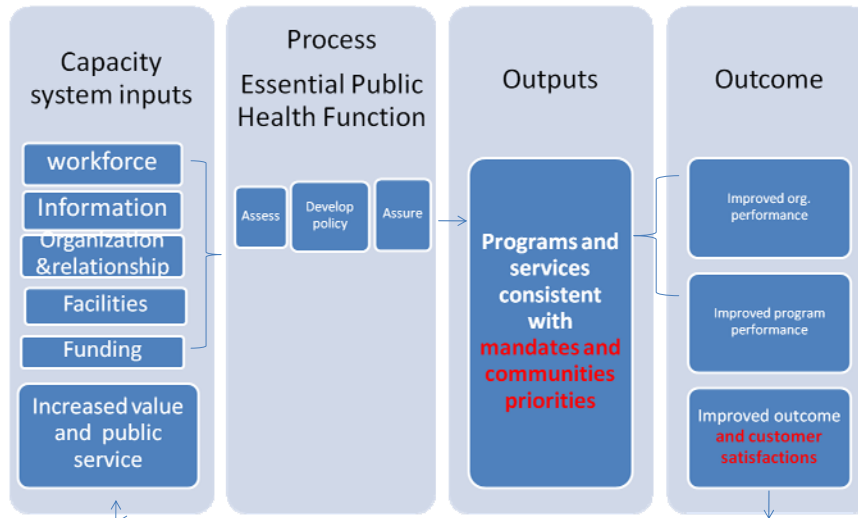 Capacity
system inputs
workforce
Information
Organization
&relationship
Facilities
Funding
Increased value
and public
service
Process
Essential Public
Health Function
Assess
Develop
policy
Assure
Outputs
Programs and
services
consistent
with
mandates and
communities
priorities
Outcome
Improved org.
performance
Improved program
performance
Improved outcome
and customer
satisfactions